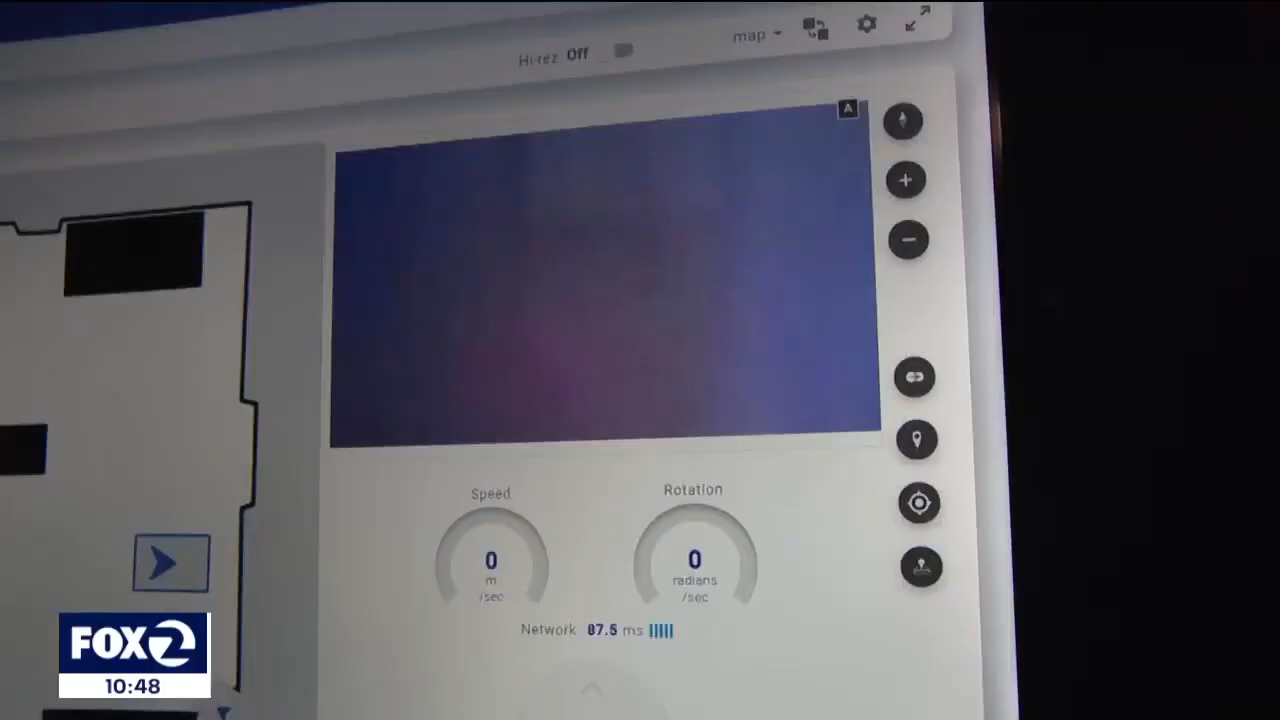 Hi-rez Off
map
A
Speed
Rotation
0
m
/sec
0
radians
/sec
Network 87.5 ms
FOX 2
10:48